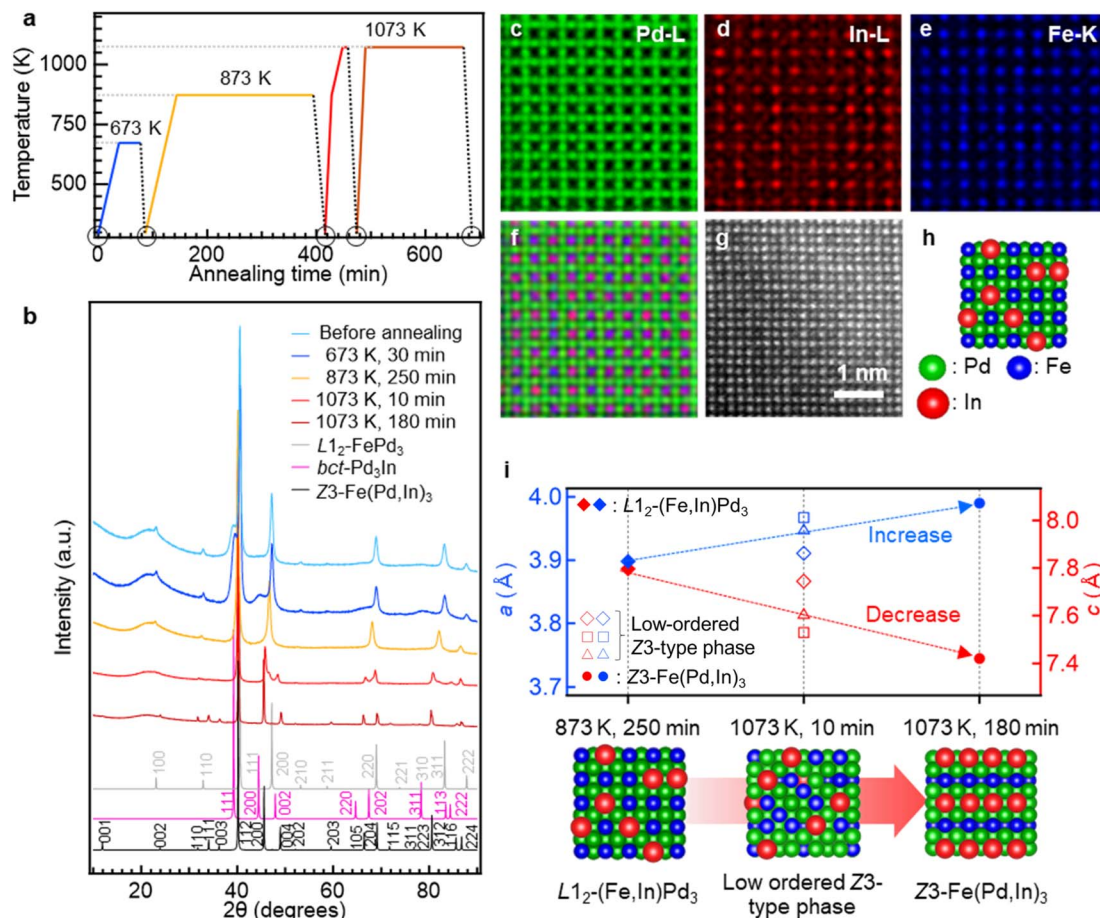 a
Temperature (K)
1000
750
500
673 K
873 K
1073 K
0
200
400
600
Annealing time (min)
b
Intensity (a.u.)
Before annealing
673 K, 30 min
873 K, 250 min
1073 K, 10 min
1073 K, 180 min
L1₂-FePd₃
bct-Pd₃In
Z3-Fe(Pd,In)₃
100
110
111
200
210
211
220
221
310
311
222
111
200
002
220
202
311
113
222
001
002
110
111
003
112
200
004
202
203
105
204
115
311
223
312
116
224
20
40
60
80
2θ (degrees)
c
Pd-L
d
In-L
e
Fe-K
f
g
1 nm
h
: Pd
: Fe
: In
i
4.0
3.9
3.8
3.7
a (Å)
: L1₂-(Fe,In)Pd₃
Increase
Decrease
Low-ordered
Z3-type phase
: Z3-Fe(Pd,In)₃
8.0
7.8
7.6
7.4
c (Å)
873 K, 250 min
1073 K, 10 min
1073 K, 180 min
L1₂-(Fe,In)Pd₃
Low ordered Z3-
type phase
Z3-Fe(Pd,In)₃